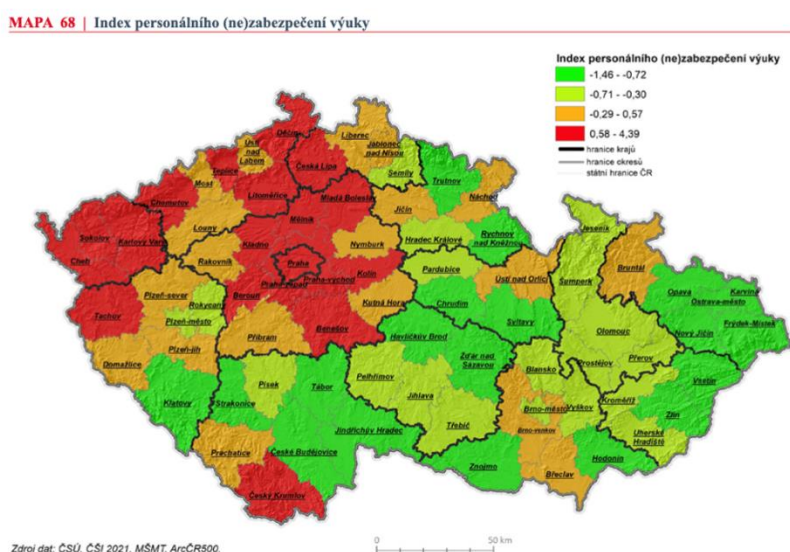 MAPA 68 | Index personálního (ne)zabezpečení výuky
Index personálního (ne)zabezpečení výuky
-1,46 - -0,72
-0,71 - -0,30
-0,29 - 0,57
0,58 - 4,39
hranice krajů
hranice okresů
státní hranice ČR
Děčín
Liberec
Ústí
nad
Labem
Jablonec
nad Nisou
Teplice
Česká Lípa
Semily
Trutnov
Most
Chomutov
Litoměřice
Mladá Boleslav
Náchod
Jičín
Louny
Mělník
Sokolov
Karlovy Vary
Rychnov
nad Kněžnou
Jeseník
Hradec Králové
Nymburk
Kladno
Cheb
Rakovník
Praha
Pardubice
Bruntál
Kolín
Praha-východ
Praha-západ
Ústí nad Orlicí
Šumperk
Opava
Karviná
Ostrava-město
Plzeň-sever
Beroun
Kutná Hora
Chrudim
Rokycany
Tachov
Plzeň-město
Svitavy
Nový Jičín
Frýdek-Místek
Příbram
Benešov
Olomouc
Havlíčkův Brod
Plzeň-jih
Domažlice
Žďár nad
Sázavou
Prostějov
Přerov
Blansko
Pelhřimov
Vsetín
Písek
Tábor
Jihlava
Klatovy
Strakonice
Kroměříž
Brno-město
Vyškov
Zlín
Třebíč
Uherské
Hradiště
Jindřichův Hradec
Brno-venkov
Prachatice
České Budějovice
Hodonín
Znojmo
Břeclav
Český Krumlov
0 50 km
Zdroj dat: ČSÚ, ČŠI 2021, MŠMT, ArcČR500.